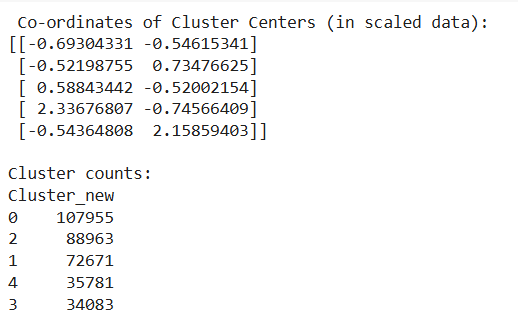 Co-ordinates of Cluster Centers (in scaled data):
[[-0.69304331 -0.54615341]
 [-0.52198755  0.73476625]
 [ 0.58843442 -0.52002154]
 [ 2.33676807 -0.74566409]
 [-0.54364808  2.15859403]]
Cluster counts:
Cluster_new
0    107955
2     88963
1     72671
4     35781
3     34083